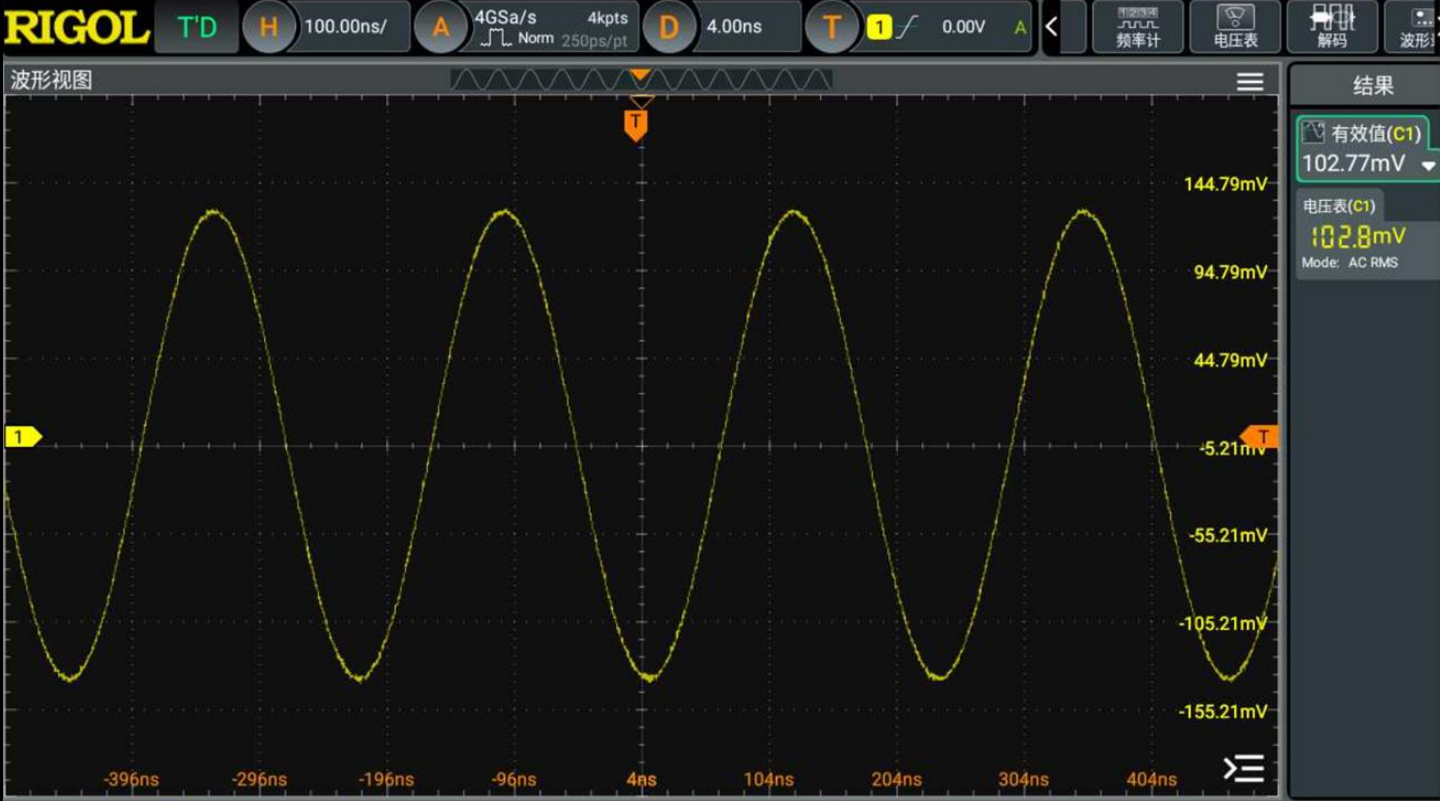 RIGOL T'D H 100.00ns/ A 4GSa/s 4kpts D 4.00ns T 1 0.00V A
Norm 250ps/pt
频率计 电压表 解码
波形视图
结果
T
有效值(C1)
102.77mV
144.79mV
电压表(C1)
102.8mV
Mode: AC RMS
94.79mV
44.79mV
1
T
-5.21mV
-55.21mV
-105.21mV
-155.21mV
-396ns -296ns -196ns -96ns 4ns 104ns 204ns 304ns 404ns